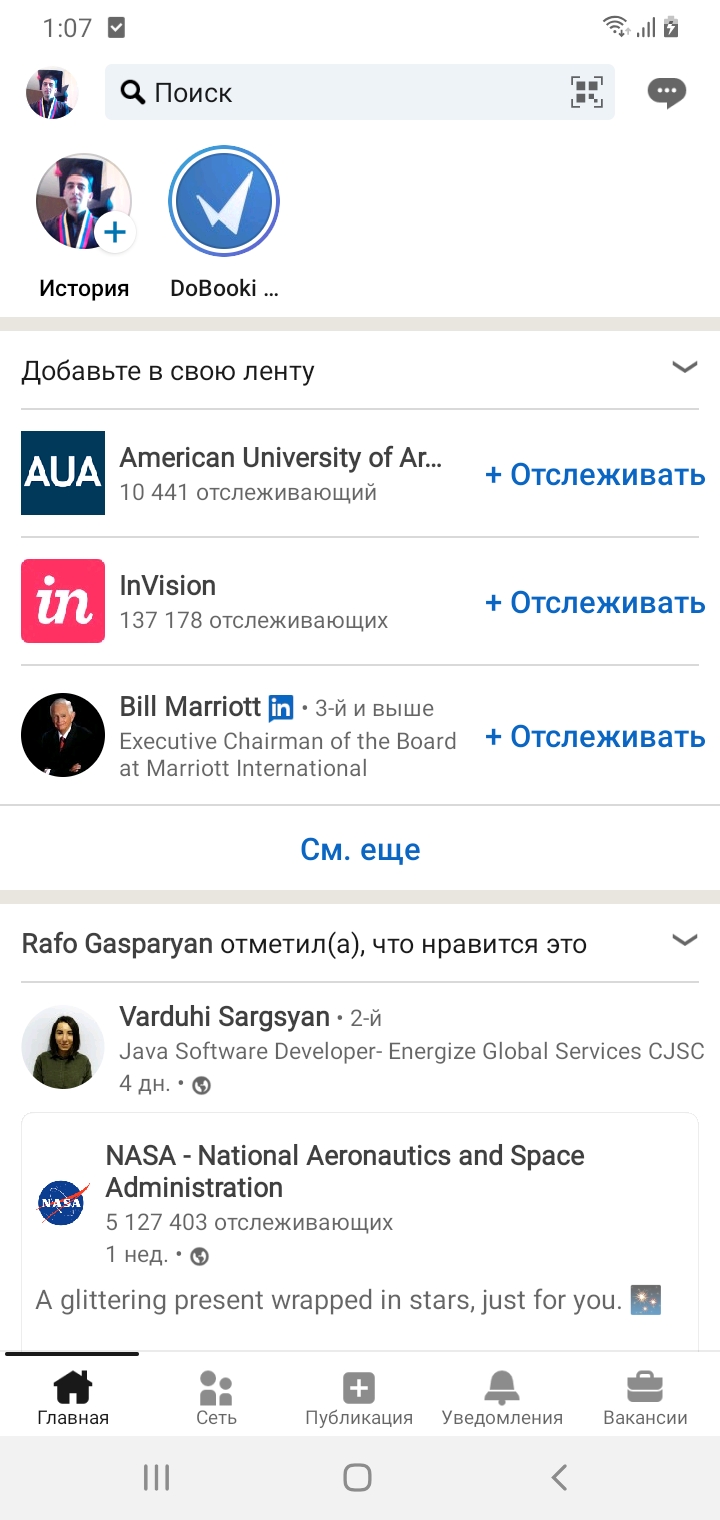 1:07
Поиск
История
DoBooki ...
Добавьте в свою ленту
AUA
American University of Ar...
10 441 отслеживающий
+ Отслеживать
in
InVision
137 178 отслеживающих
+ Отслеживать
Bill Marriott in • 3-й и выше
Executive Chairman of the Board
at Marriott International
+ Отслеживать
См. еще
Rafo Gasparyan отметил(а), что нравится это
Varduhi Sargsyan • 2-й
Java Software Developer- Energize Global Services CJSC
4 дн. •
NASA - National Aeronautics and Space
Administration
NASA
5 127 403 отслеживающих
1 нед. •
A glittering present wrapped in stars, just for you. 🎇
Главная
Сеть
Публикация
Уведомления
Вакансии